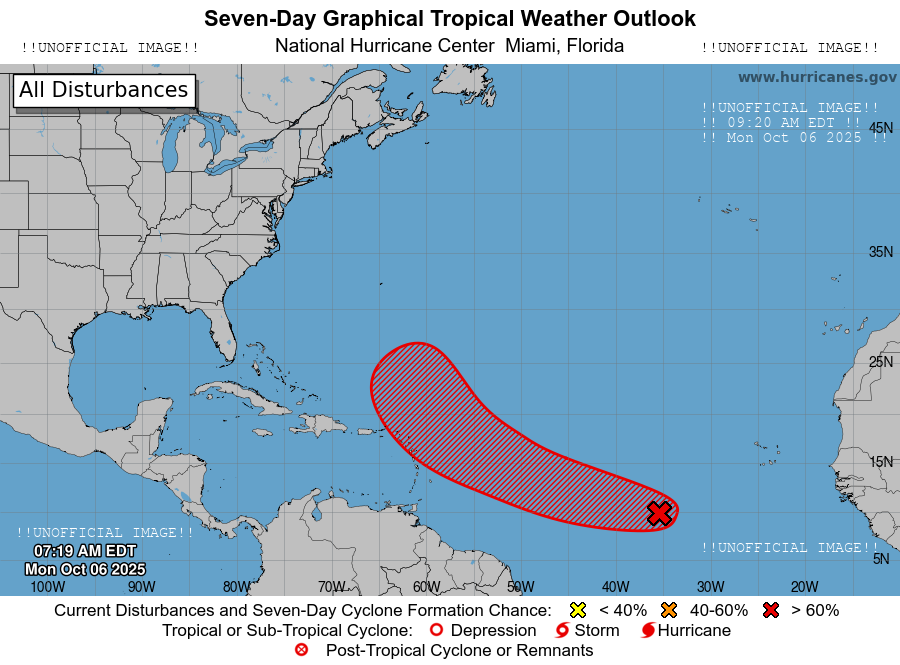 Seven-Day Graphical Tropical Weather Outlook
!!UNOFFICIAL IMAGE!! National Hurricane Center Miami, Florida !!UNOFFICIAL IMAGE!!
All Disturbances
www.hurricanes.gov
!!UNOFFICIAL IMAGE!!
!! 09:20 AM EDT !!
!! Mon Oct 06 2025 !!
45N
35N
25N
15N
!!UNOFFICIAL IMAGE!!
!!UNOFFICIAL IMAGE!!
07:19 AM EDT
5N
Mon Oct 06 2025
100W 90W 80W 70W 60W 50W 40W 30W 20W
Current Disturbances and Seven-Day Cyclone Formation Chance: < 40% 40-60% > 60%
Tropical or Sub-Tropical Cyclone: Depression Storm Hurricane
Post-Tropical Cyclone or Remnants